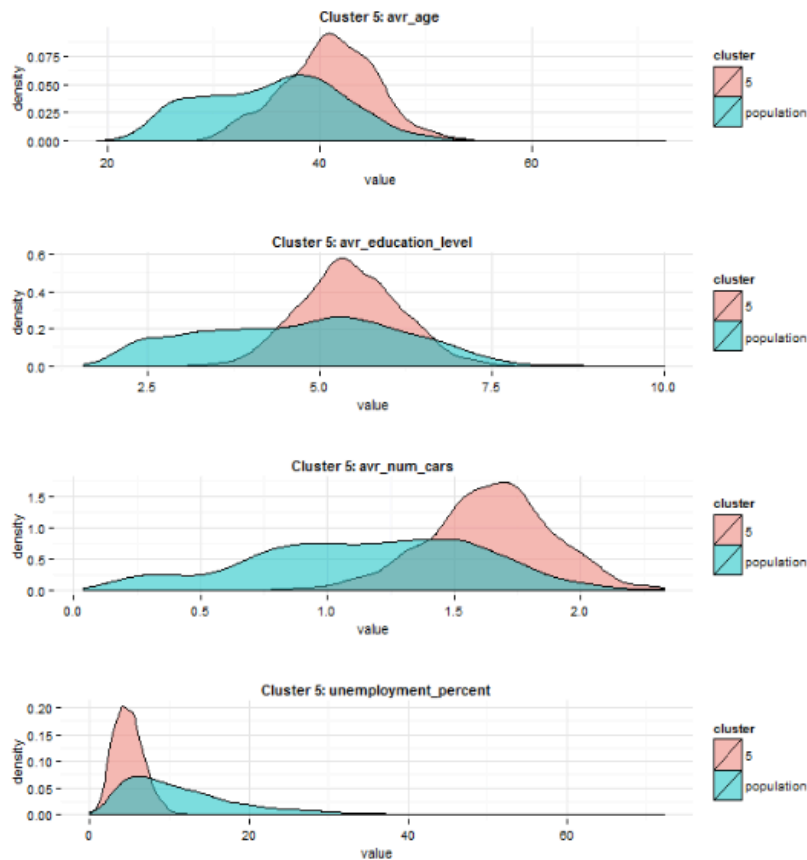 Cluster 5: avr_age
0.075
0.050
0.025
0.000
density
20
40
60
value
cluster
5
population
Cluster 5: avr_education_level
0.6
0.4
0.2
0.0
density
2.5
5.0
7.5
10.0
value
cluster
5
population
Cluster 5: avr_num_cars
1.5
1.0
0.5
0.0
density
0.0
0.5
1.0
1.5
2.0
value
cluster
5
population
Cluster 5: unemployment_percent
0.20
0.15
0.10
0.05
0.00
density
0
20
40
60
value
cluster
5
population